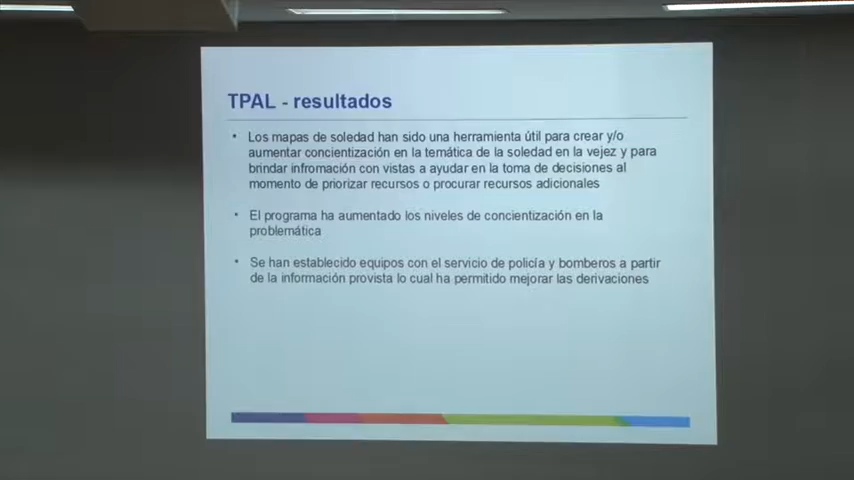 TPAL - resultados
• Los mapas de soledad han sido una herramienta útil para crear y/o
aumentar concientización en la temática de la soledad en la vejez y para
brindar infromación con vistas a ayudar en la toma de decisiones al
momento de priorizar recursos o procurar recursos adicionales
• El programa ha aumentado los niveles de concientización en la
problemática
• Se han establecido equipos con el servicio de policía y bomberos a partir
de la información provista lo cual ha permitido mejorar las derivaciones